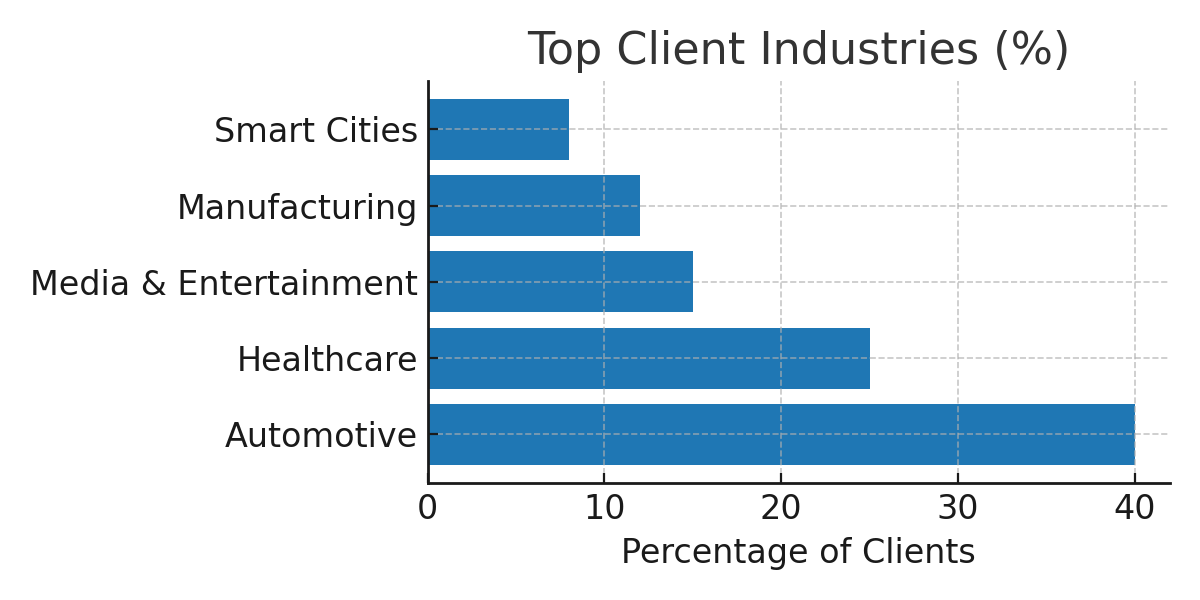 Top Client Industries (%)
Smart Cities
Manufacturing
Media & Entertainment
Healthcare
Automotive
0 10 20 30 40
Percentage of Clients